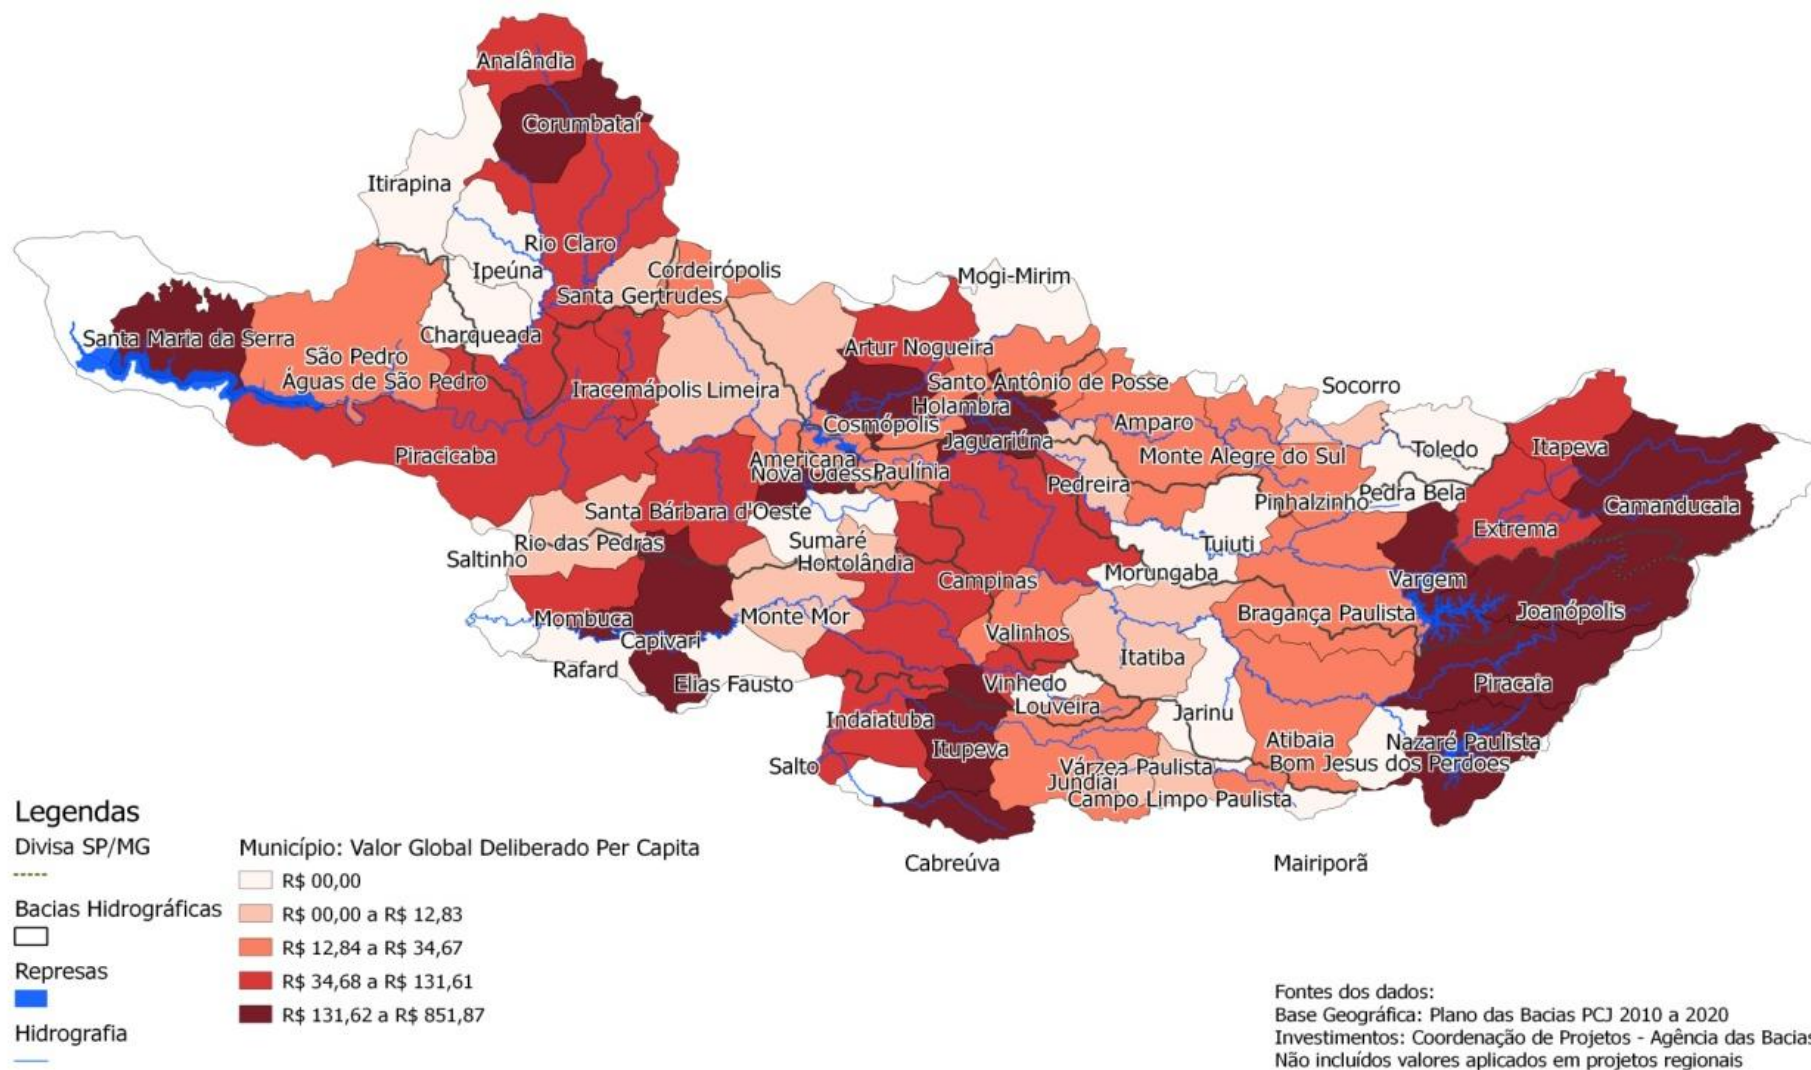 Analândia
Corumbataí
Itirapina
Rio Claro
Ipeúna
Cordeirópolis
Mogi-Mirim
Santa Gertrudes
Charqueada
Santa Maria da Serra
São Pedro
Artur Nogueira
Águas de São Pedro
Iracemápolis
Limeira
Santo Antônio de Posse
Socorro
Holambra
Cosmópolis
Amparo
Jaguariúna
Toledo
Itapeva
Piracicaba
Americana
Monte Alegre do Sul
Nova Odessa
Paulínia
Pedreira
Pinhalzinho
Pedra Bela
Camanducaia
Santa Bárbara d'Oeste
Extrema
Rio das Pedras
Sumaré
Tuiuti
Saltinho
Hortolândia
Campinas
Morungaba
Vargem
Mombuca
Monte Mor
Bragança Paulista
Joanópolis
Capivari
Valinhos
Itatiba
Rafard
Elias Fausto
Vinhedo
Piracaia
Louveira
Jarinu
Indaiatuba
Itupeva
Atibaia
Nazaré Paulista
Salto
Várzea Paulista
Bom Jesus dos Perdoes
Jundiaí
Campo Limpo Paulista
Cabreúva
Mairiporã
Legendas
Divisa SP/MG
Bacias Hidrográficas
Represas
Hidrografia
Município: Valor Global Deliberado Per Capita
R$ 00,00
R$ 00,00 a R$ 12,83
R$ 12,84 a R$ 34,67
R$ 34,68 a R$ 131,61
R$ 131,62 a R$ 851,87
Fontes dos dados:
Base Geográfica: Plano das Bacias PCJ 2010 a 2020
Investimentos: Coordenação de Projetos - Agência das Bacias
Não incluídos valores aplicados em projetos regionais